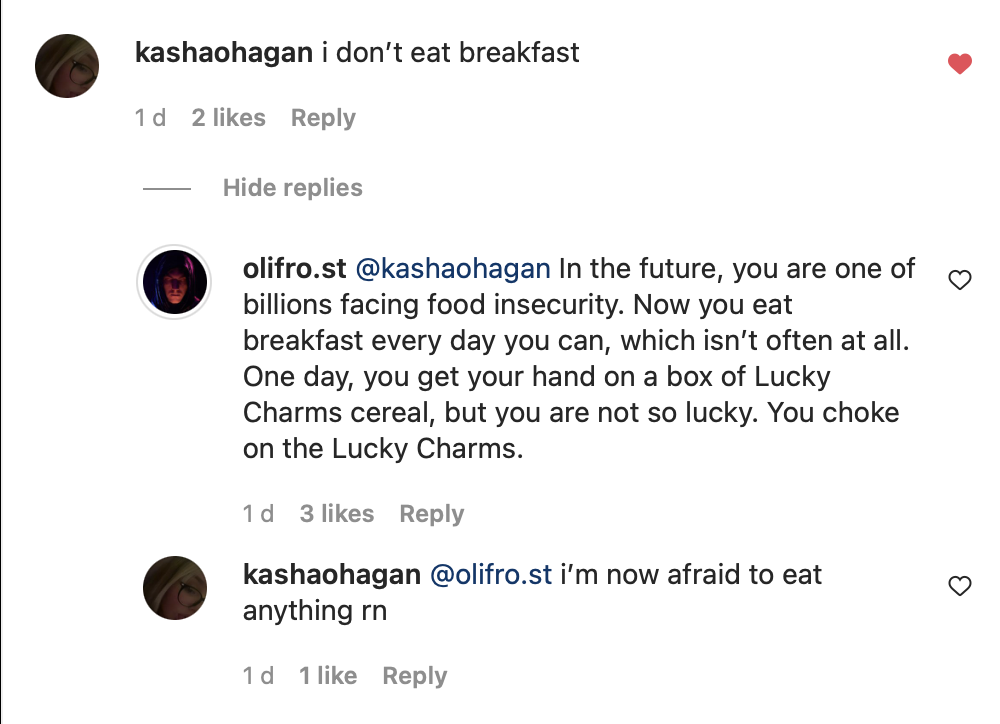 kashaohagan i don’t eat breakfast
1 d 2 likes Reply
Hide replies
olifro.st @kashaohagan In the future, you are one of
billions facing food insecurity. Now you eat
breakfast every day you can, which isn’t often at all.
One day, you get your hand on a box of Lucky
Charms cereal, but you are not so lucky. You choke
on the Lucky Charms.
1 d 3 likes Reply
kashaohagan @olifro.st i’m now afraid to eat
anything rn
1 d 1 like Reply